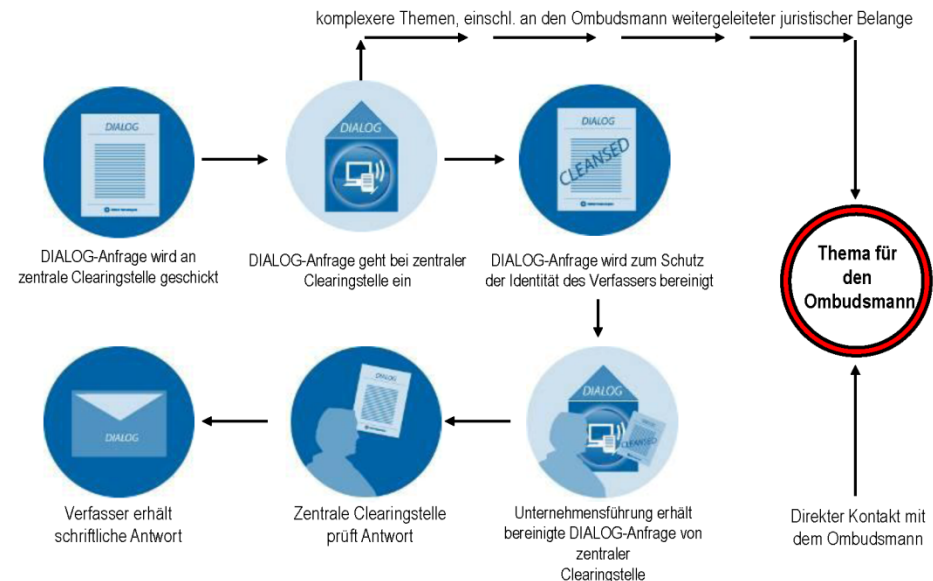 komplexere Themen, einschl. an den Ombudsmann weitergeleiteter juristischer Belange
DIALOG
DIALOG
DIALOG
CLEANSED
DIALOG-Anfrage wird an
zentrale Clearingstelle geschickt
DIALOG-Anfrage geht bei zentraler
Clearingstelle ein
DIALOG-Anfrage wird zum Schutz
der Identität des Verfassers bereinigt
Thema für
den
Ombudsmann
DIALOG
DIALOG
DIALOG
CLEANSED
Verfasser erhält
schriftliche Antwort
Zentrale Clearingstelle
prüft Antwort
Unternehmensführung erhält
bereinigte DIALOG-Anfrage von
zentraler
Clearingstelle
Direkter Kontakt mit
dem Ombudsmann